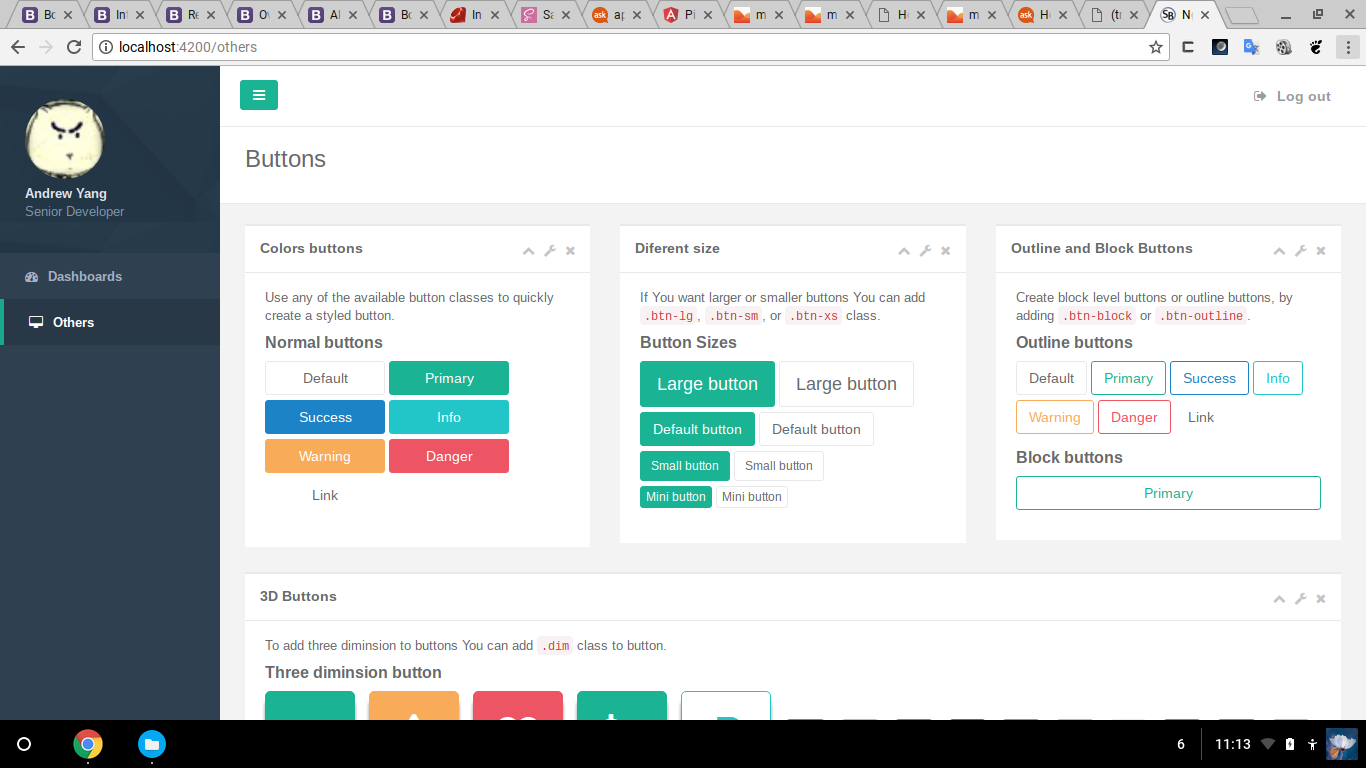 Bo
In
Re
Ov
Al
Bo
In
Sa
ap
Pi
m
m
He
m
Ho
(tr
N
localhost:4200/others
Log out
Andrew Yang
Senior Developer
Dashboards
Others
Buttons
Colors buttons
Use any of the available button classes to quickly
create a styled button.
Normal buttons
Default Primary
Success Info
Warning Danger
Link
Diferent size
If You want larger or smaller buttons You can add
.btn-lg, .btn-sm, or .btn-xs class.
Button Sizes
Large button Large button
Default button Default button
Small button Small button
Mini button Mini button
Outline and Block Buttons
Create block level buttons or outline buttons, by
adding .btn-block or .btn-outline.
Outline buttons
Default Primary Success Info
Warning Danger Link
Block buttons
Primary
3D Buttons
To add three diminsion to buttons You can add .dim class to button.
Three diminsion button
6 11:13